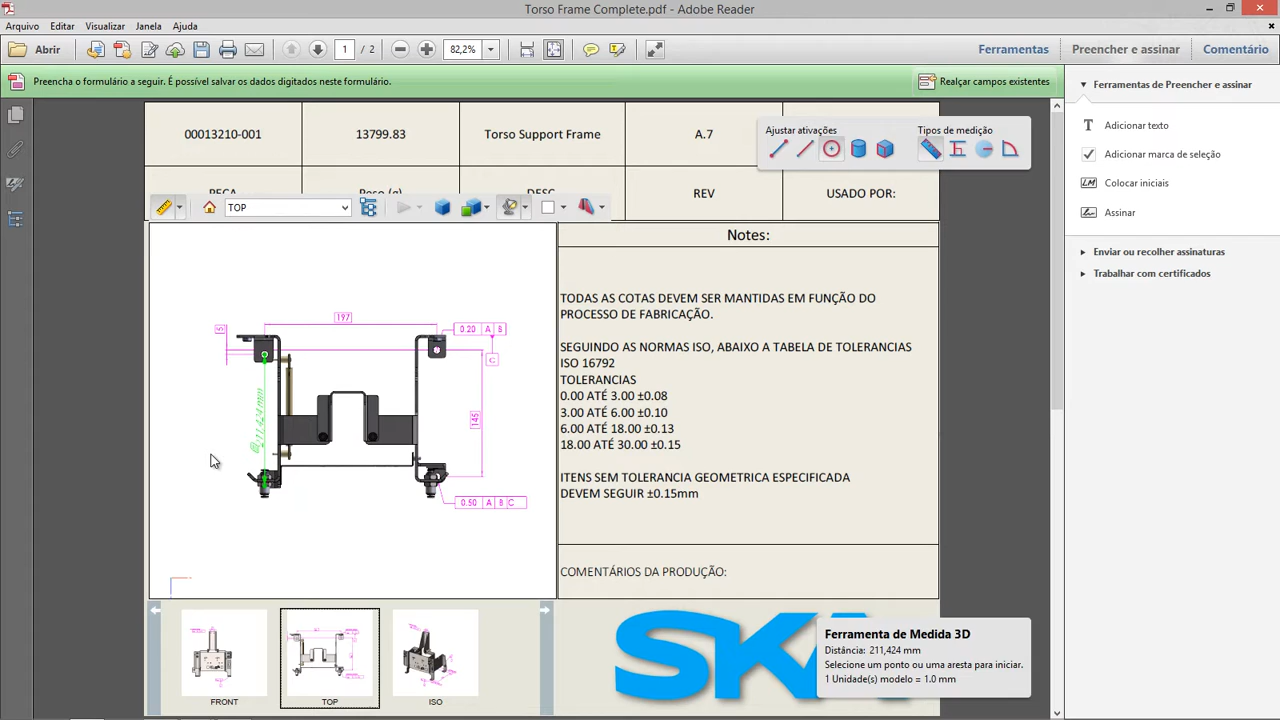 Torso Frame Complete.pdf - Adobe Reader
Arquivo Editar Visualizar Janela Ajuda
Abrir 1 / 2 82,2% Ferramentas Preencher e assinar Comentário
Preencha o formulário a seguir. É possível salvar os dados digitados neste formulário. Realçar campos existentes
00013210-001 13799.83 Torso Support Frame A.7
PEÇA Peso (g) DESC REV USADO POR:
Ajustar ativações Tipos de medição
TOP
Notes:
TODAS AS COTAS DEVEM SER MANTIDAS EM FUNÇÃO DO
PROCESSO DE FABRICAÇÃO.
SEGUINDO AS NORMAS ISO, ABAIXO A TABELA DE TOLERANCIAS
ISO 16792
TOLERANCIAS
0.00 ATÉ 3.00 ±0.08
3.00 ATÉ 6.00 ±0.10
6.00 ATÉ 18.00 ±0.13
18.00 ATÉ 30.00 ±0.15
ITENS SEM TOLERANCIA GEOMETRICA ESPECIFICADA
DEVEM SEGUIR ±0.15mm
COMENTÁRIOS DA PRODUÇÃO:
197
0.20 A B
C
145
0.50 A B C
FRONT TOP ISO
Ferramenta de Medida 3D
Distância: 211,424 mm
Selecione um ponto ou uma aresta para iniciar.
1 Unidade(s) modelo = 1.0 mm
Ferramentas de Preencher e assinar
Adicionar texto
Adicionar marca de seleção
Colocar iniciais
Assinar
Enviar ou recolher assinaturas
Trabalhar com certificados